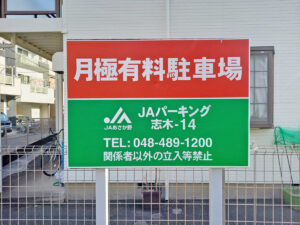 月極有料駐車場
JAあさか野
JAパーキング
志木-14
TEL: 048-489-1200
関係者以外の立入等禁止